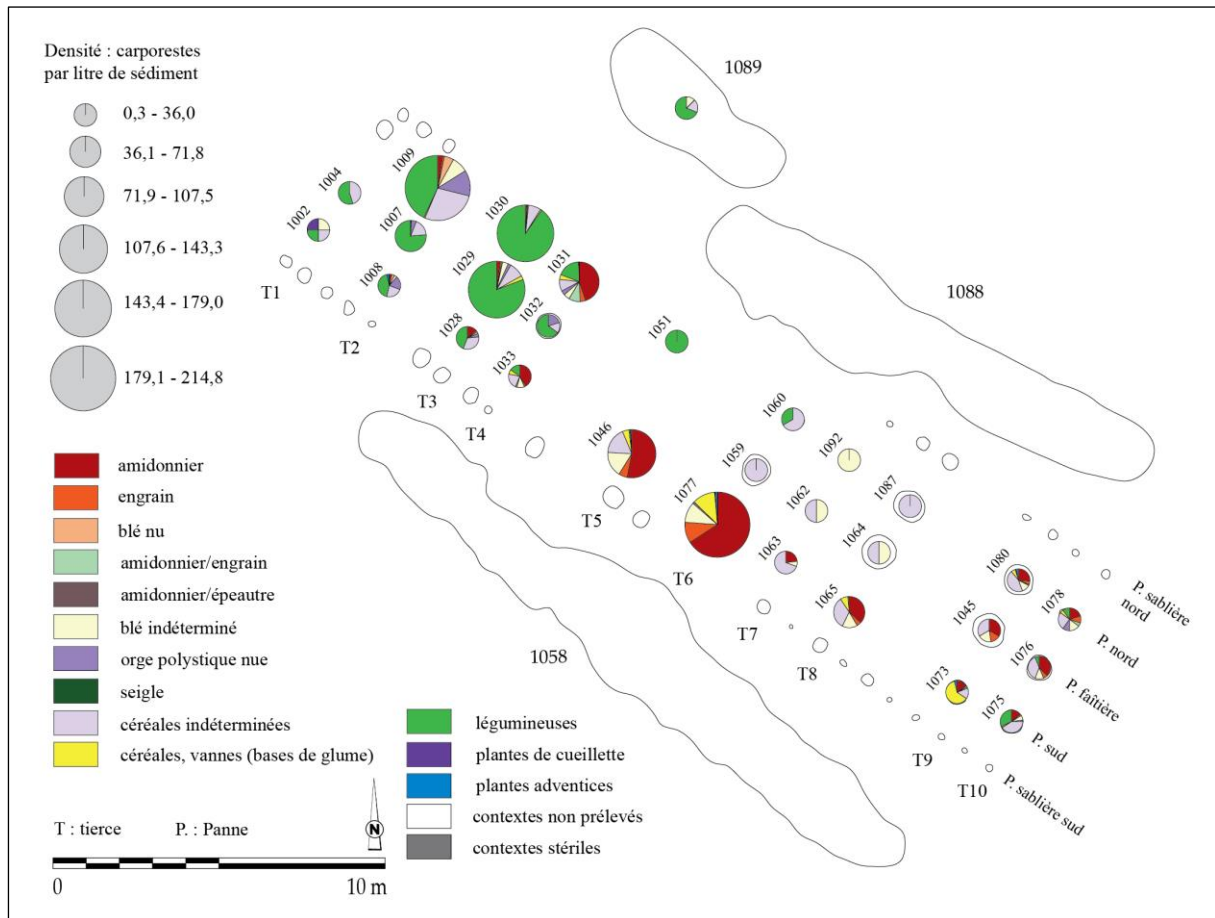 Densité : carporestes
par litre de sédiment
0,3 - 36,0
36,1 - 71,8
71,9 - 107,5
107,6 - 143,3
143,4 - 179,0
179,1 - 214,8
1089
1088
1058
1009
1004
1002
1007
1008
1030
1029
1031
1032
1028
1033
1051
1046
1077
1060
1059
1092
1062
1087
1064
1063
1065
1080
1078
1045
1076
1073
1075
T1
T2
T3
T4
T5
T6
T7
T8
T9
T10
P. sablière
nord
P. nord
P. faîtière
P. sud
P. sablière sud
amidonnier
engrain
blé nu
amidonnier/engrain
amidonnier/épeautre
blé indéterminé
orge polystique nue
seigle
céréales indéterminées
céréales, vannes (bases de glume)
légumineuses
plantes de cueillette
plantes adventices
contextes non prélevés
contextes stériles
T : tierce P. : Panne
N
0 10 m